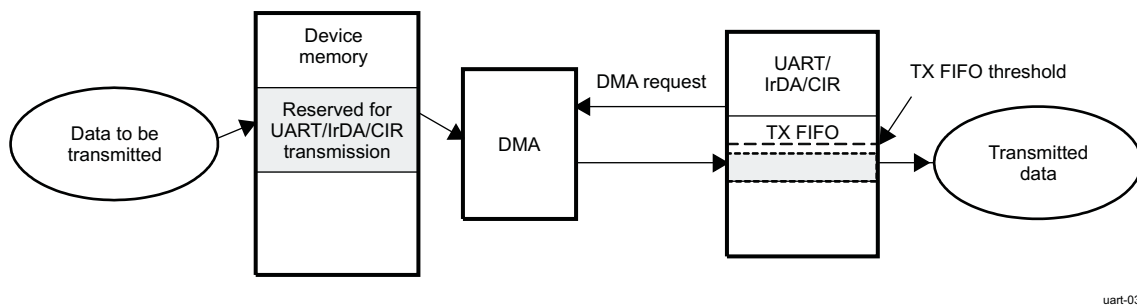 Data to be
transmitted
Device
memory
Reserved for
UART/IrDA/CIR
transmission
DMA
DMA request
UART/
IrDA/CIR
TX FIFO
TX FIFO threshold
Transmitted
data